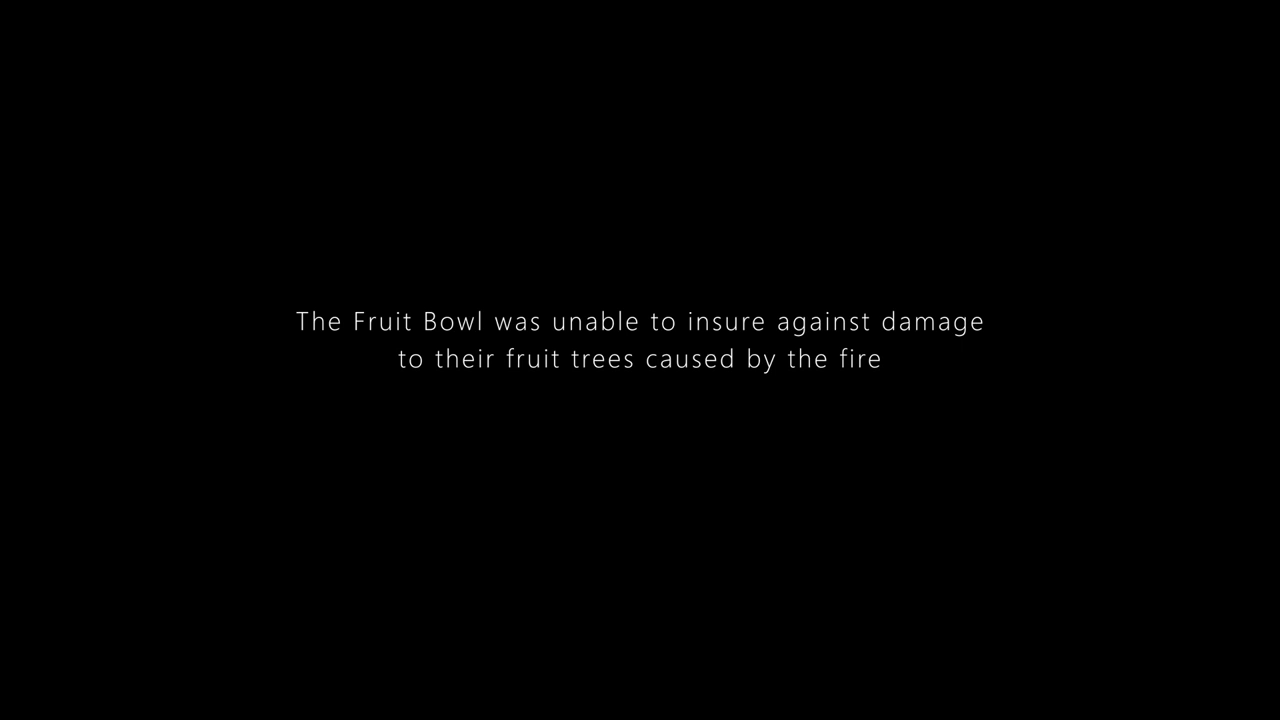 The Fruit Bowl was unable to insure against damage
to their fruit trees caused by the fire